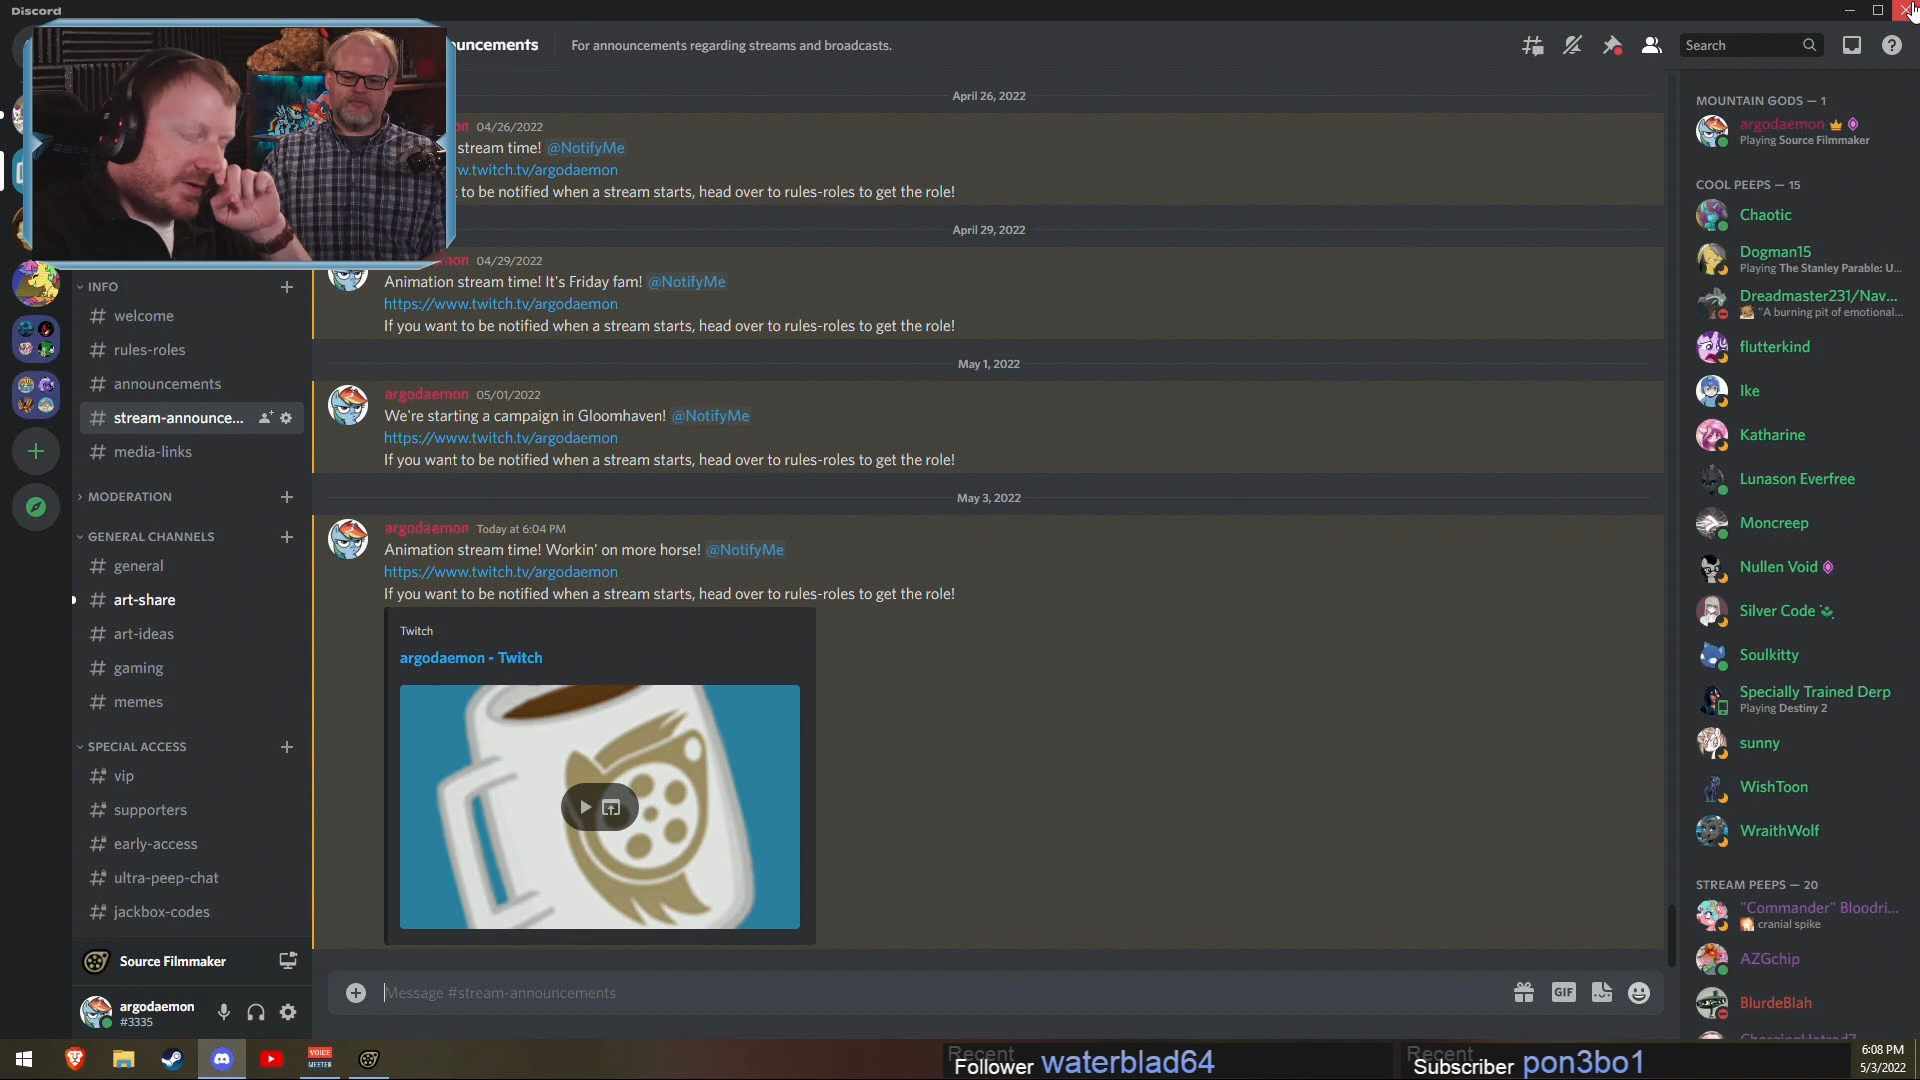 Discord
uncements
For announcements regarding streams and broadcasts.
Search
April 26, 2022
04/26/2022
stream time! @NotifyMe
w.twitch.tv/argodaemon
to be notified when a stream starts, head over to rules-roles to get the role!
April 29, 2022
04/29/2022
Animation stream time! It's Friday fam! @NotifyMe
https://www.twitch.tv/argodaemon
If you want to be notified when a stream starts, head over to rules-roles to get the role!
May 1, 2022
argodaemon 05/01/2022
We're starting a campaign in Gloomhaven! @NotifyMe
https://www.twitch.tv/argodaemon
If you want to be notified when a stream starts, head over to rules-roles to get the role!
May 3, 2022
argodaemon Today at 6:04 PM
Animation stream time! Workin' on more horse! @NotifyMe
https://www.twitch.tv/argodaemon
If you want to be notified when a stream starts, head over to rules-roles to get the role!
Twitch
argodaemon - Twitch
Message #stream-announcements
GIF
INFO
welcome
rules-roles
announcements
stream-announce...
media-links
MODERATION
GENERAL CHANNELS
general
art-share
art-ideas
gaming
memes
SPECIAL ACCESS
vip
supporters
early-access
ultra-peep-chat
jackbox-codes
Source Filmmaker
argodaemon
#3335
MOUNTAIN GODS — 1
argodaemon
Playing Source Filmmaker
COOL PEEPS — 15
Chaotic
Dogman15
Playing The Stanley Parable: U...
Dreadmaster231/Nav...
"A burning pit of emotional...
flutterkind
Ike
Katharine
Lunason Everfree
Moncreep
Nullen Void
Silver Code
Soulkitty
Specially Trained Derp
Playing Destiny 2
sunny
WishToon
WraithWolf
STREAM PEEPS — 20
"Commander" Bloodri...
cranial spike
AZGchip
BlurdeBlah
VOICE
MEETER
Recent
Follower waterblad64
Recent
Subscriber pon3bo1
6:08 PM
5/3/2022